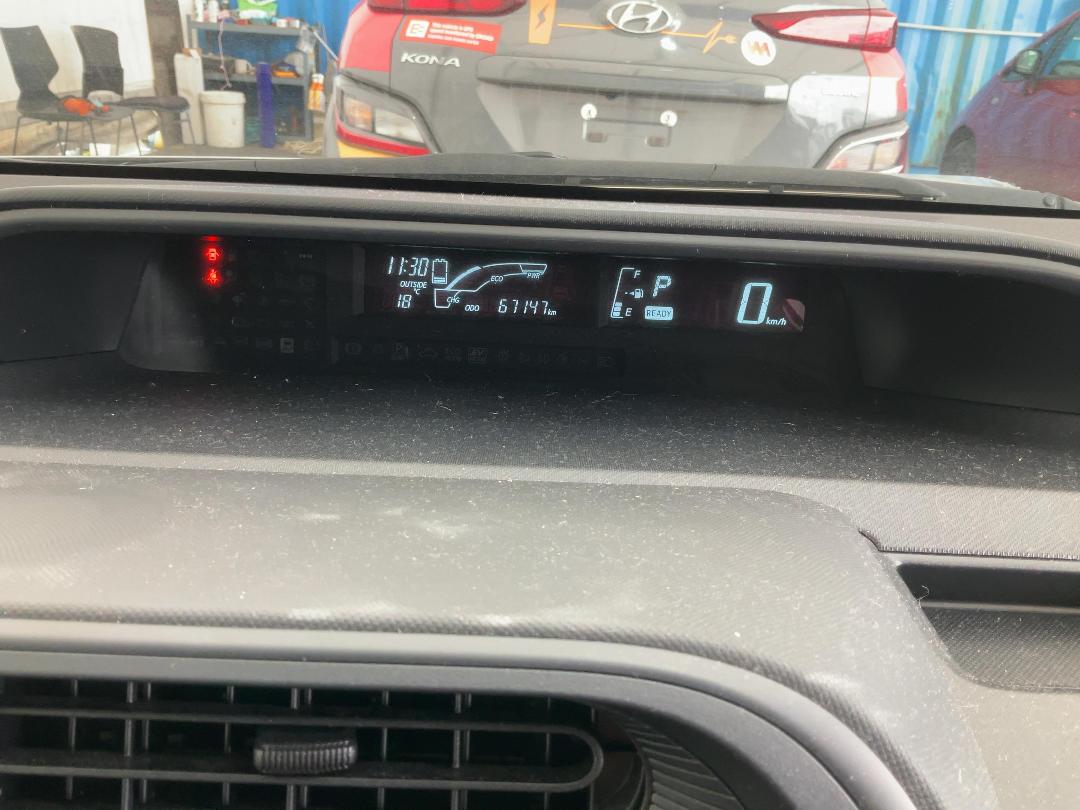 KONA
11:30
OUTSIDE
18 °C
CHG
ECO
PWR
ODO 67147 km
F
E
P
READY
0 km/h